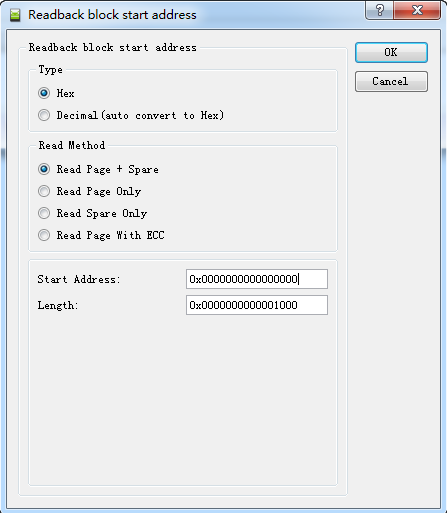 Readback block start address
Readback block start address
OK
Type
Cancel
Hex
Decimal(auto convert to Hex)
Read Method
Read Page + Spare
Read Page Only
Read Spare Only
Read Page With ECC
Start Address: 0x0000000000000000
Length: 0x0000000000001000